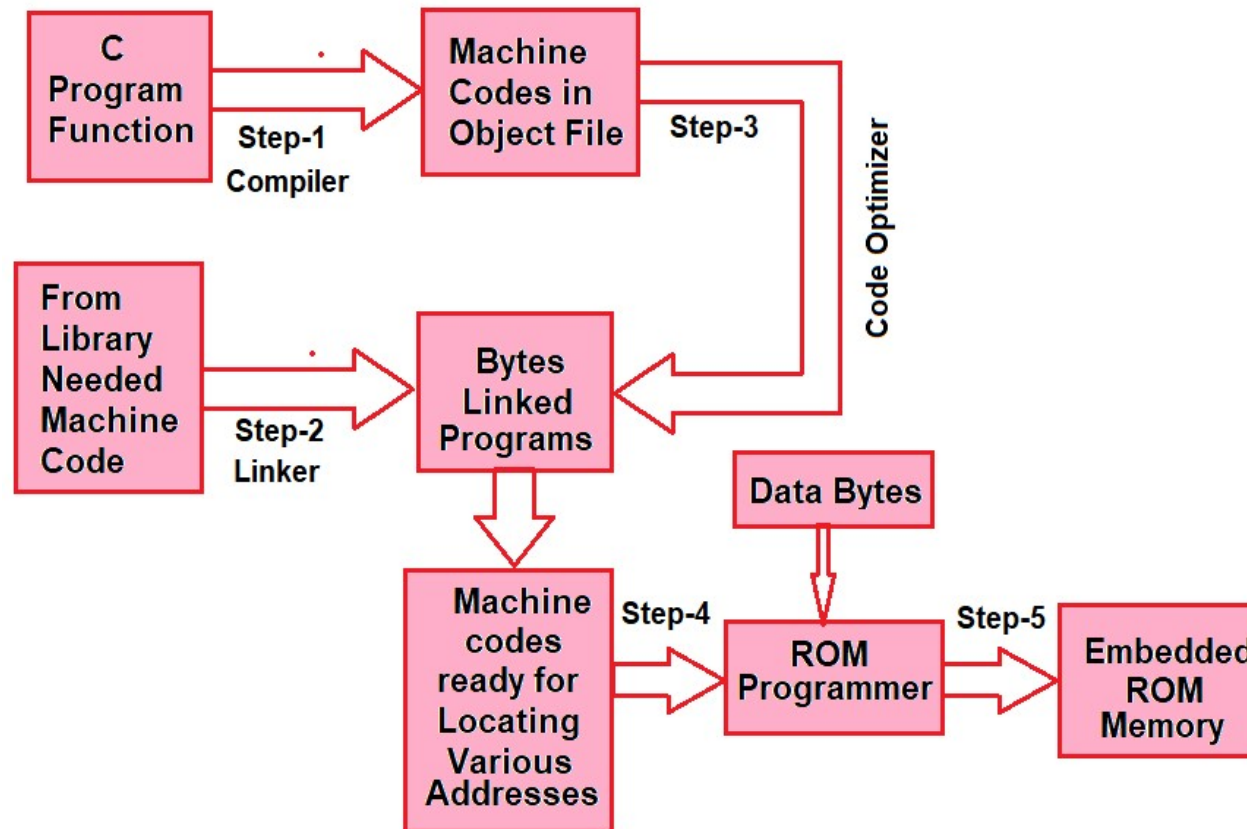 C
Program
Function
Step-1
Compiler
Machine
Codes in
Object File
Step-3
Code Optimizer
From
Library
Needed
Machine
Code
Step-2
Linker
Bytes
Linked
Programs
Data Bytes
Machine
codes
ready for
Locating
Various
Addresses
Step-4
ROM
Programmer
Step-5
Embedded
ROM
Memory